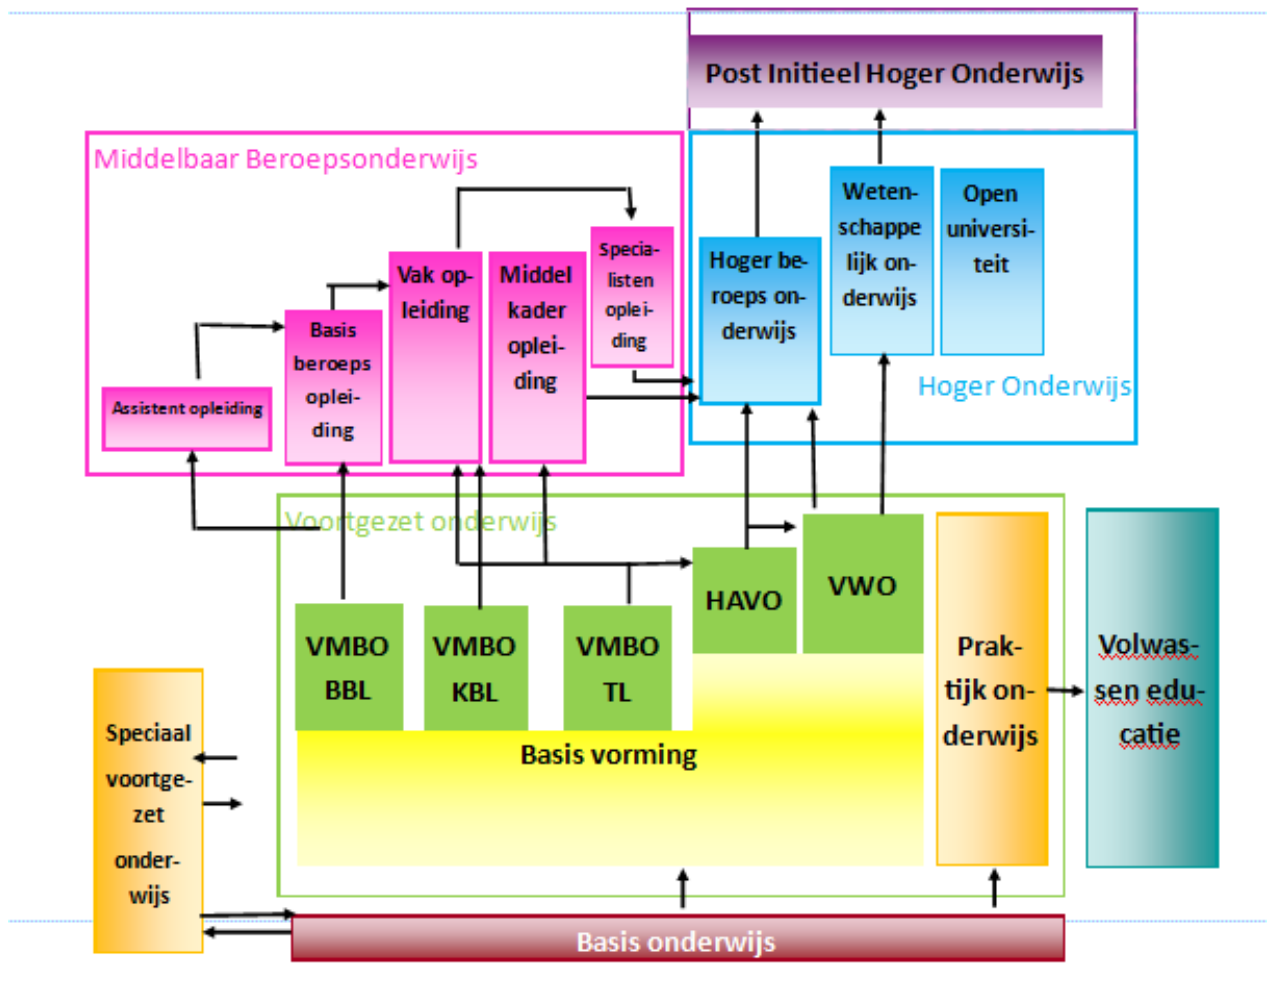 Post Initieel Hoger Onderwijs
Middelbaar Beroepsonderwijs
Assistent opleiding
Basis
beroeps
oplei-
ding
Vak op-
leiding
Middel
kader
oplei-
ding
Specia-
listen
oplei-
ding
Hoger be-
roeps on-
derwijs
Weten-
schappe
lijk on-
derwijs
Open
universi-
teit
Hoger Onderwijs
Voortgezet onderwijs
VMBO
BBL
VMBO
KBL
VMBO
TL
HAVO
VWO
Basis vorming
Prak-
tijk on-
derwijs
Volwas-
sen edu-
catie
Speciaal
voortge-
zet
onder-
wijs
Basis onderwijs